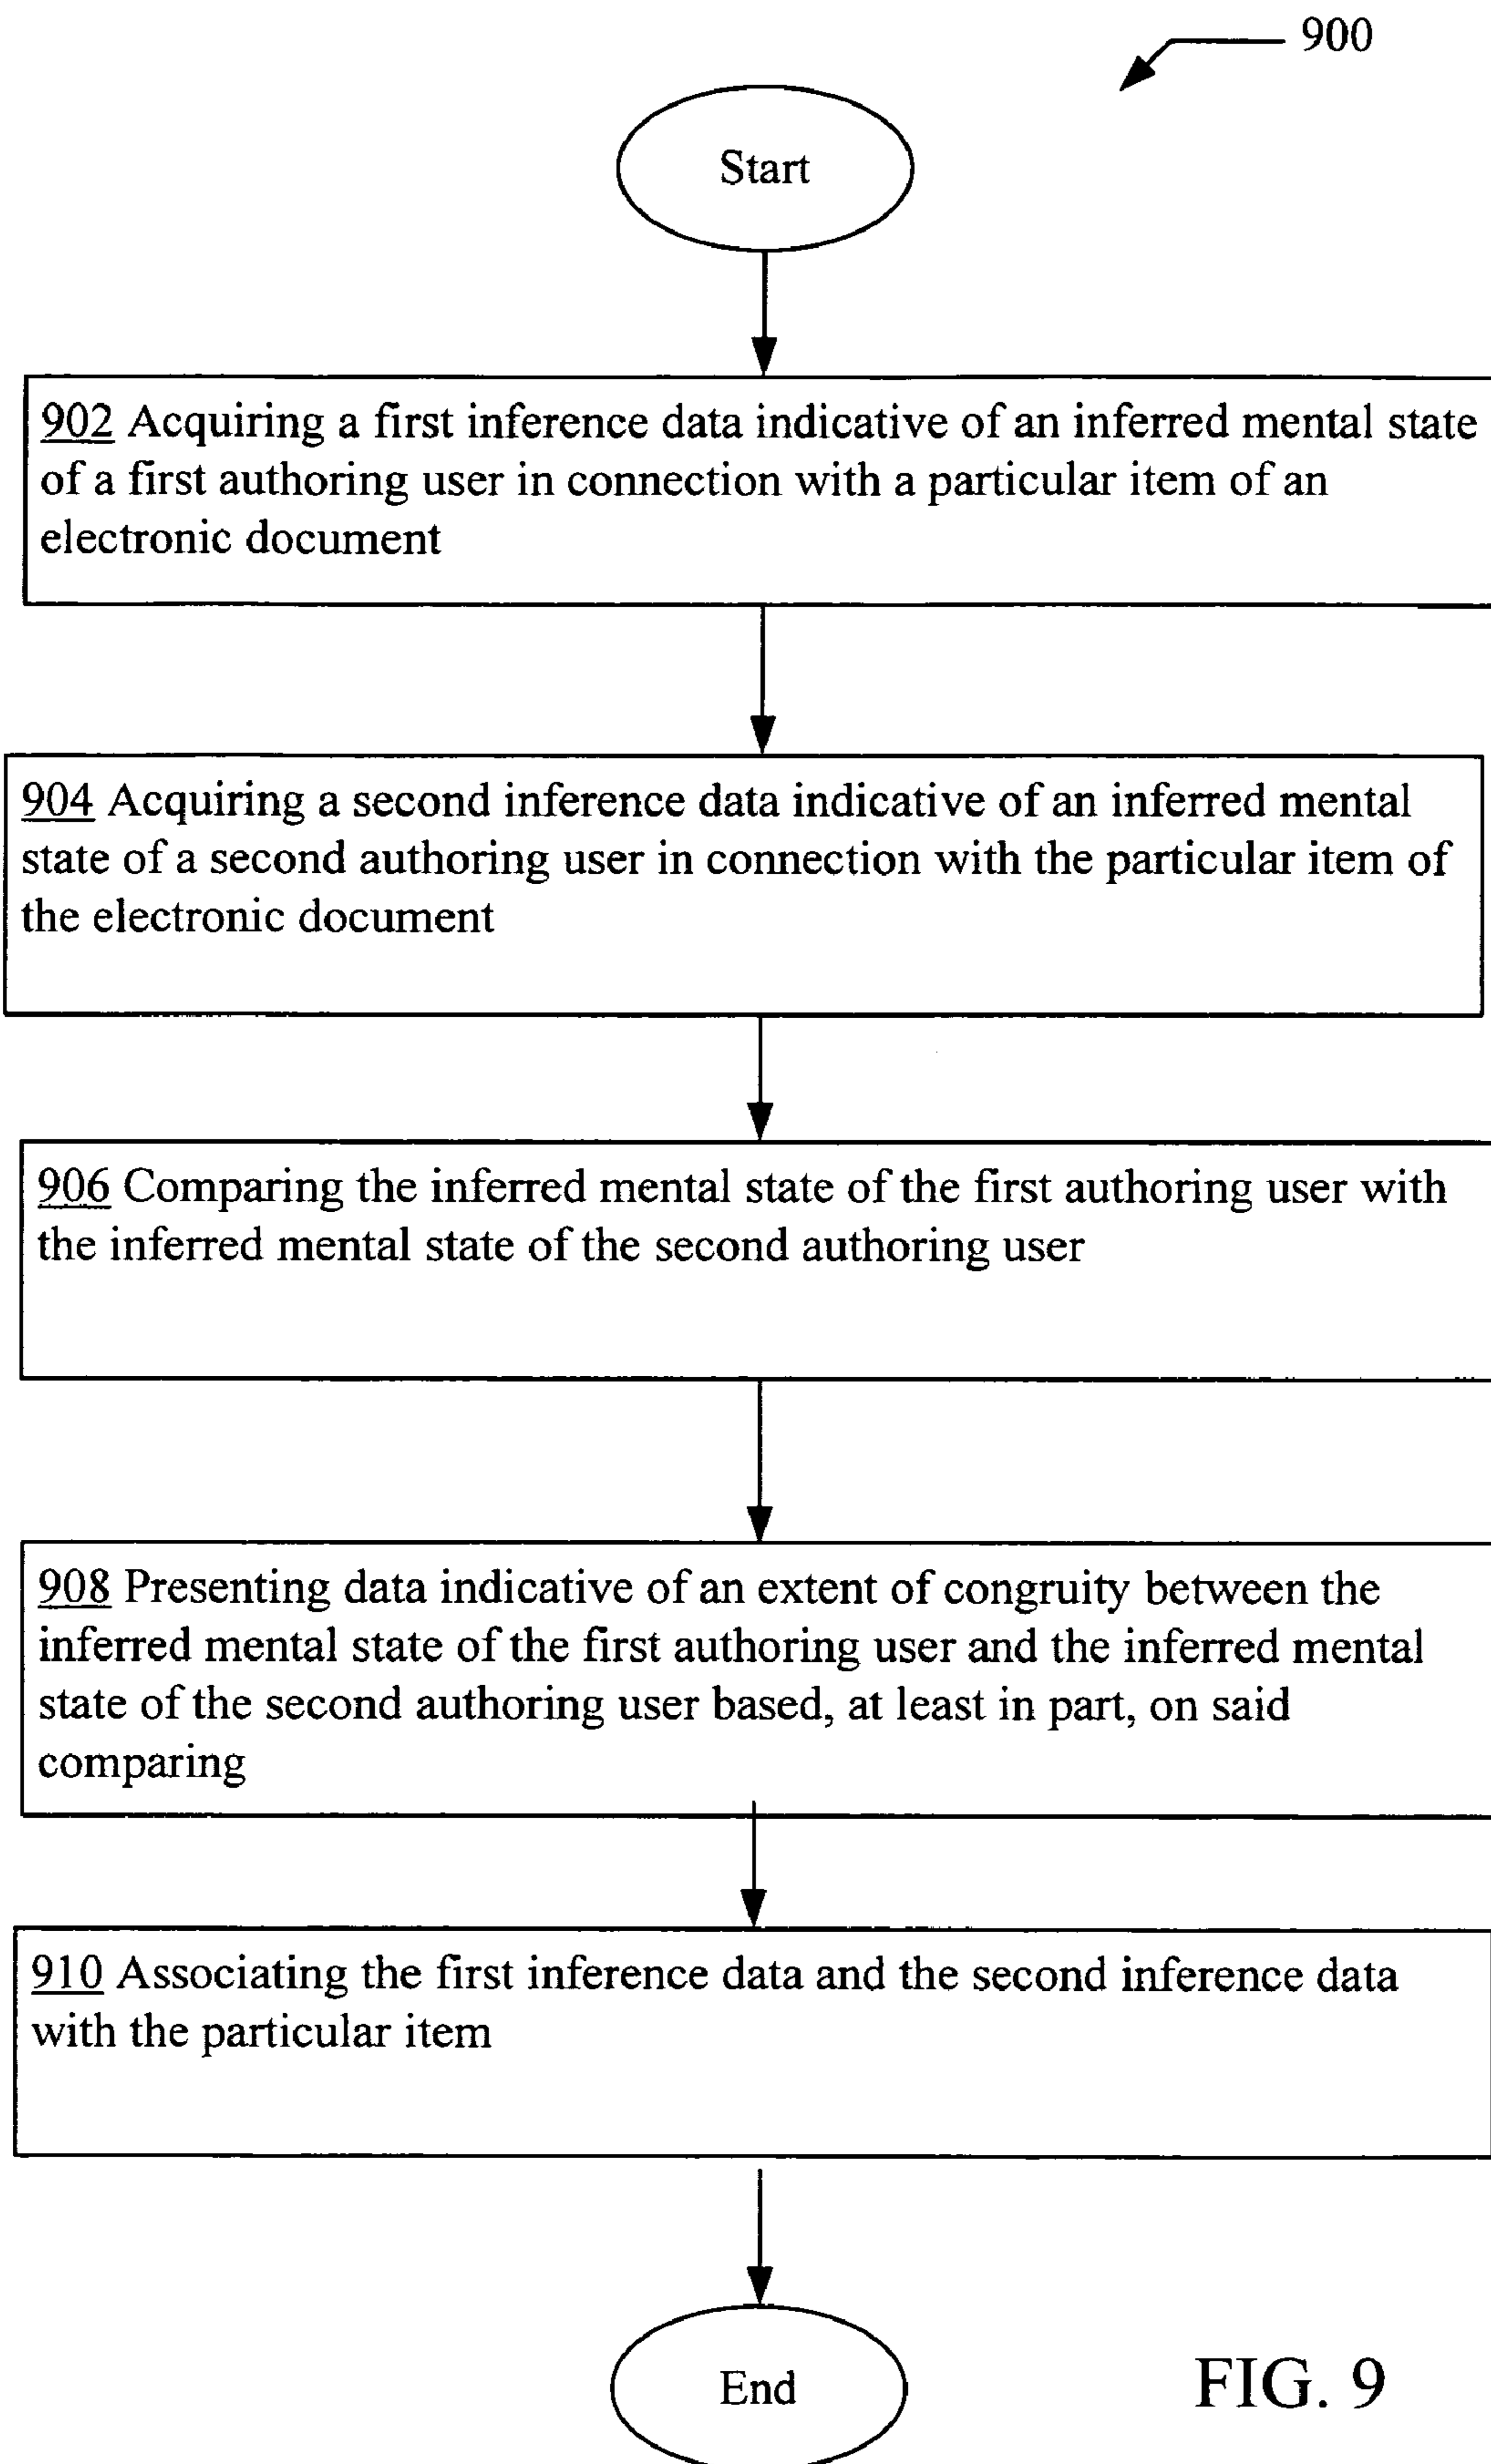 900
Start
902 Acquiring a first inference data indicative of an inferred mental state
of a first authoring user in connection with a particular item of an
electronic document
904 Acquiring a second inference data indicative of an inferred mental
state of a second authoring user in connection with the particular item of
the electronic document
906 Comparing the inferred mental state of the first authoring user with
the inferred mental state of the second authoring user
908 Presenting data indicative of an extent of congruity between the
inferred mental state of the first authoring user and the inferred mental
state of the second authoring user based, at least in part, on said
comparing
910 Associating the first inference data and the second inference data
with the particular item
End
FIG. 9